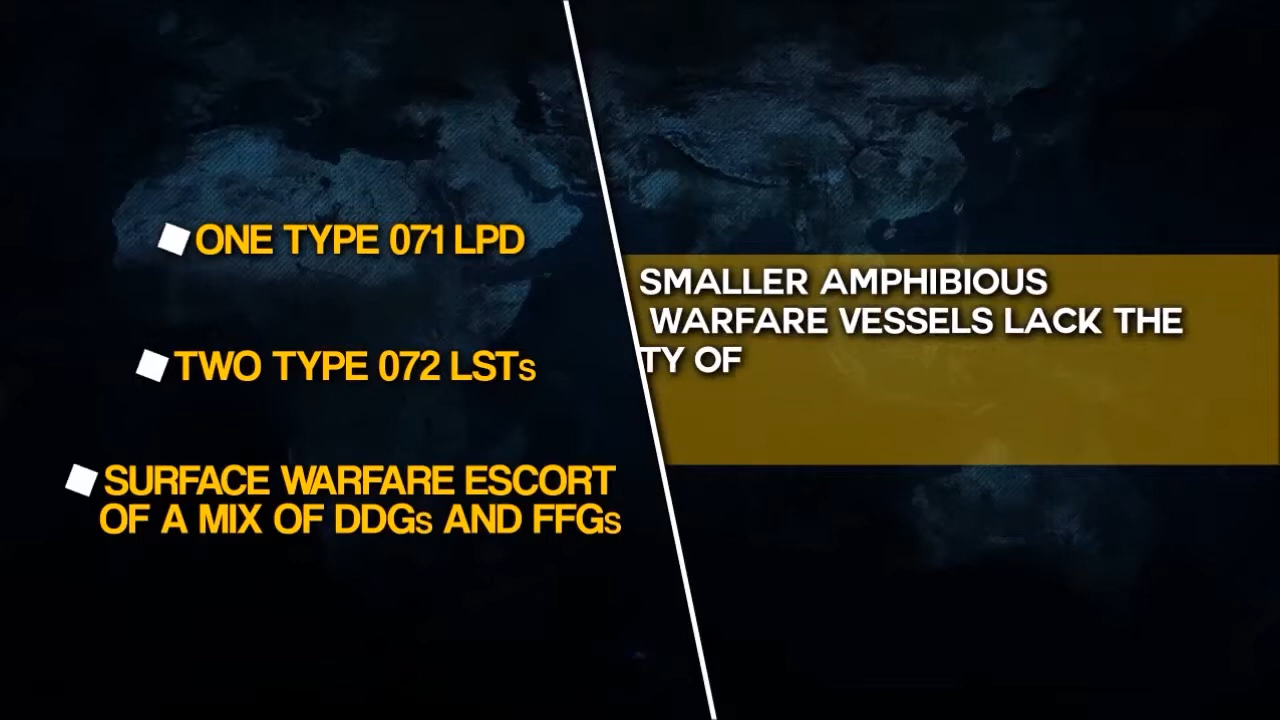 ONE TYPE 071 LPD
TWO TYPE 072 LSTs
SURFACE WARFARE ESCORT
OF A MIX OF DDGs AND FFGs
SMALLER AMPHIBIOUS
WARFARE VESSELS LACK THE
TY OF